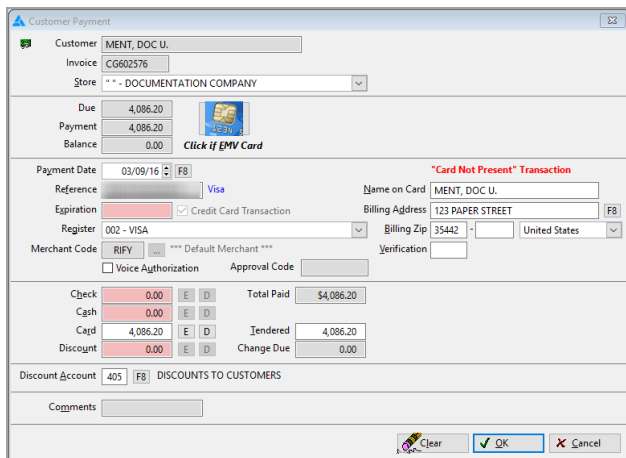 Customer Payment
Customer MENT, DOC U.
Invoice CG602576
Store " " - DOCUMENTATION COMPANY
Due 4,086.20
Payment 4,086.20
Balance 0.00 Click if EMV Card
Payment Date 03/09/16 F8 "Card Not Present" Transaction
Reference Visa Name on Card MENT, DOC U.
Expiration Credit Card Transaction Billing Address 123 PAPER STREET F8
Register 002 - VISA Billing Zip 35442 - United States
Merchant Code RIFY ... *** Default Merchant *** Verification
Voice Authorization Approval Code
Check 0.00 E D Total Paid $4,086.20
Cash 0.00 E D
Card 4,086.20 E D Tendered 4,086.20
Discount 0.00 E D Change Due 0.00
Discount Account 405 F8 DISCOUNTS TO CUSTOMERS
Comments
Clear OK Cancel